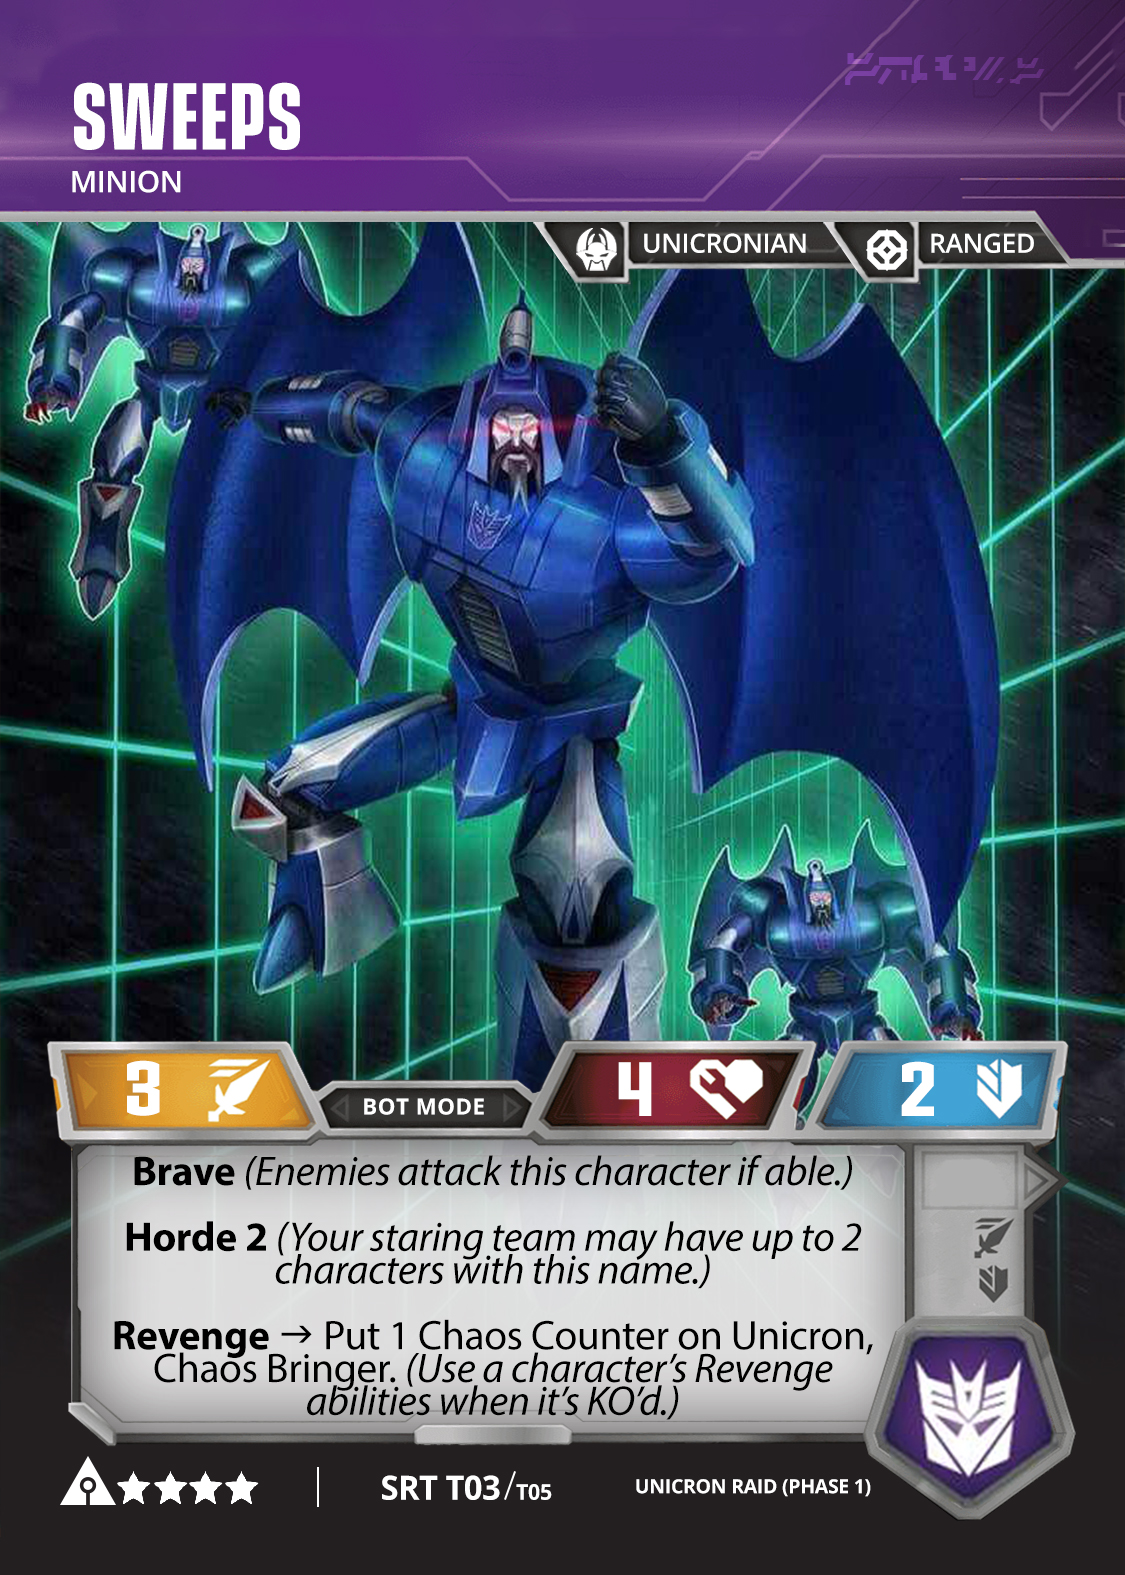 SWEEPS
MINION
UNICRONIAN
RANGED
3
BOT MODE
4
2
Brave (Enemies attack this character if able.)
Horde 2 (Your staring team may have up to 2
characters with this name.)
Revenge → Put 1 Chaos Counter on Unicron,
Chaos Bringer. (Use a character's Revenge
abilities when it's KO'd.)
SRT T03/T05
UNICRON RAID (PHASE 1)